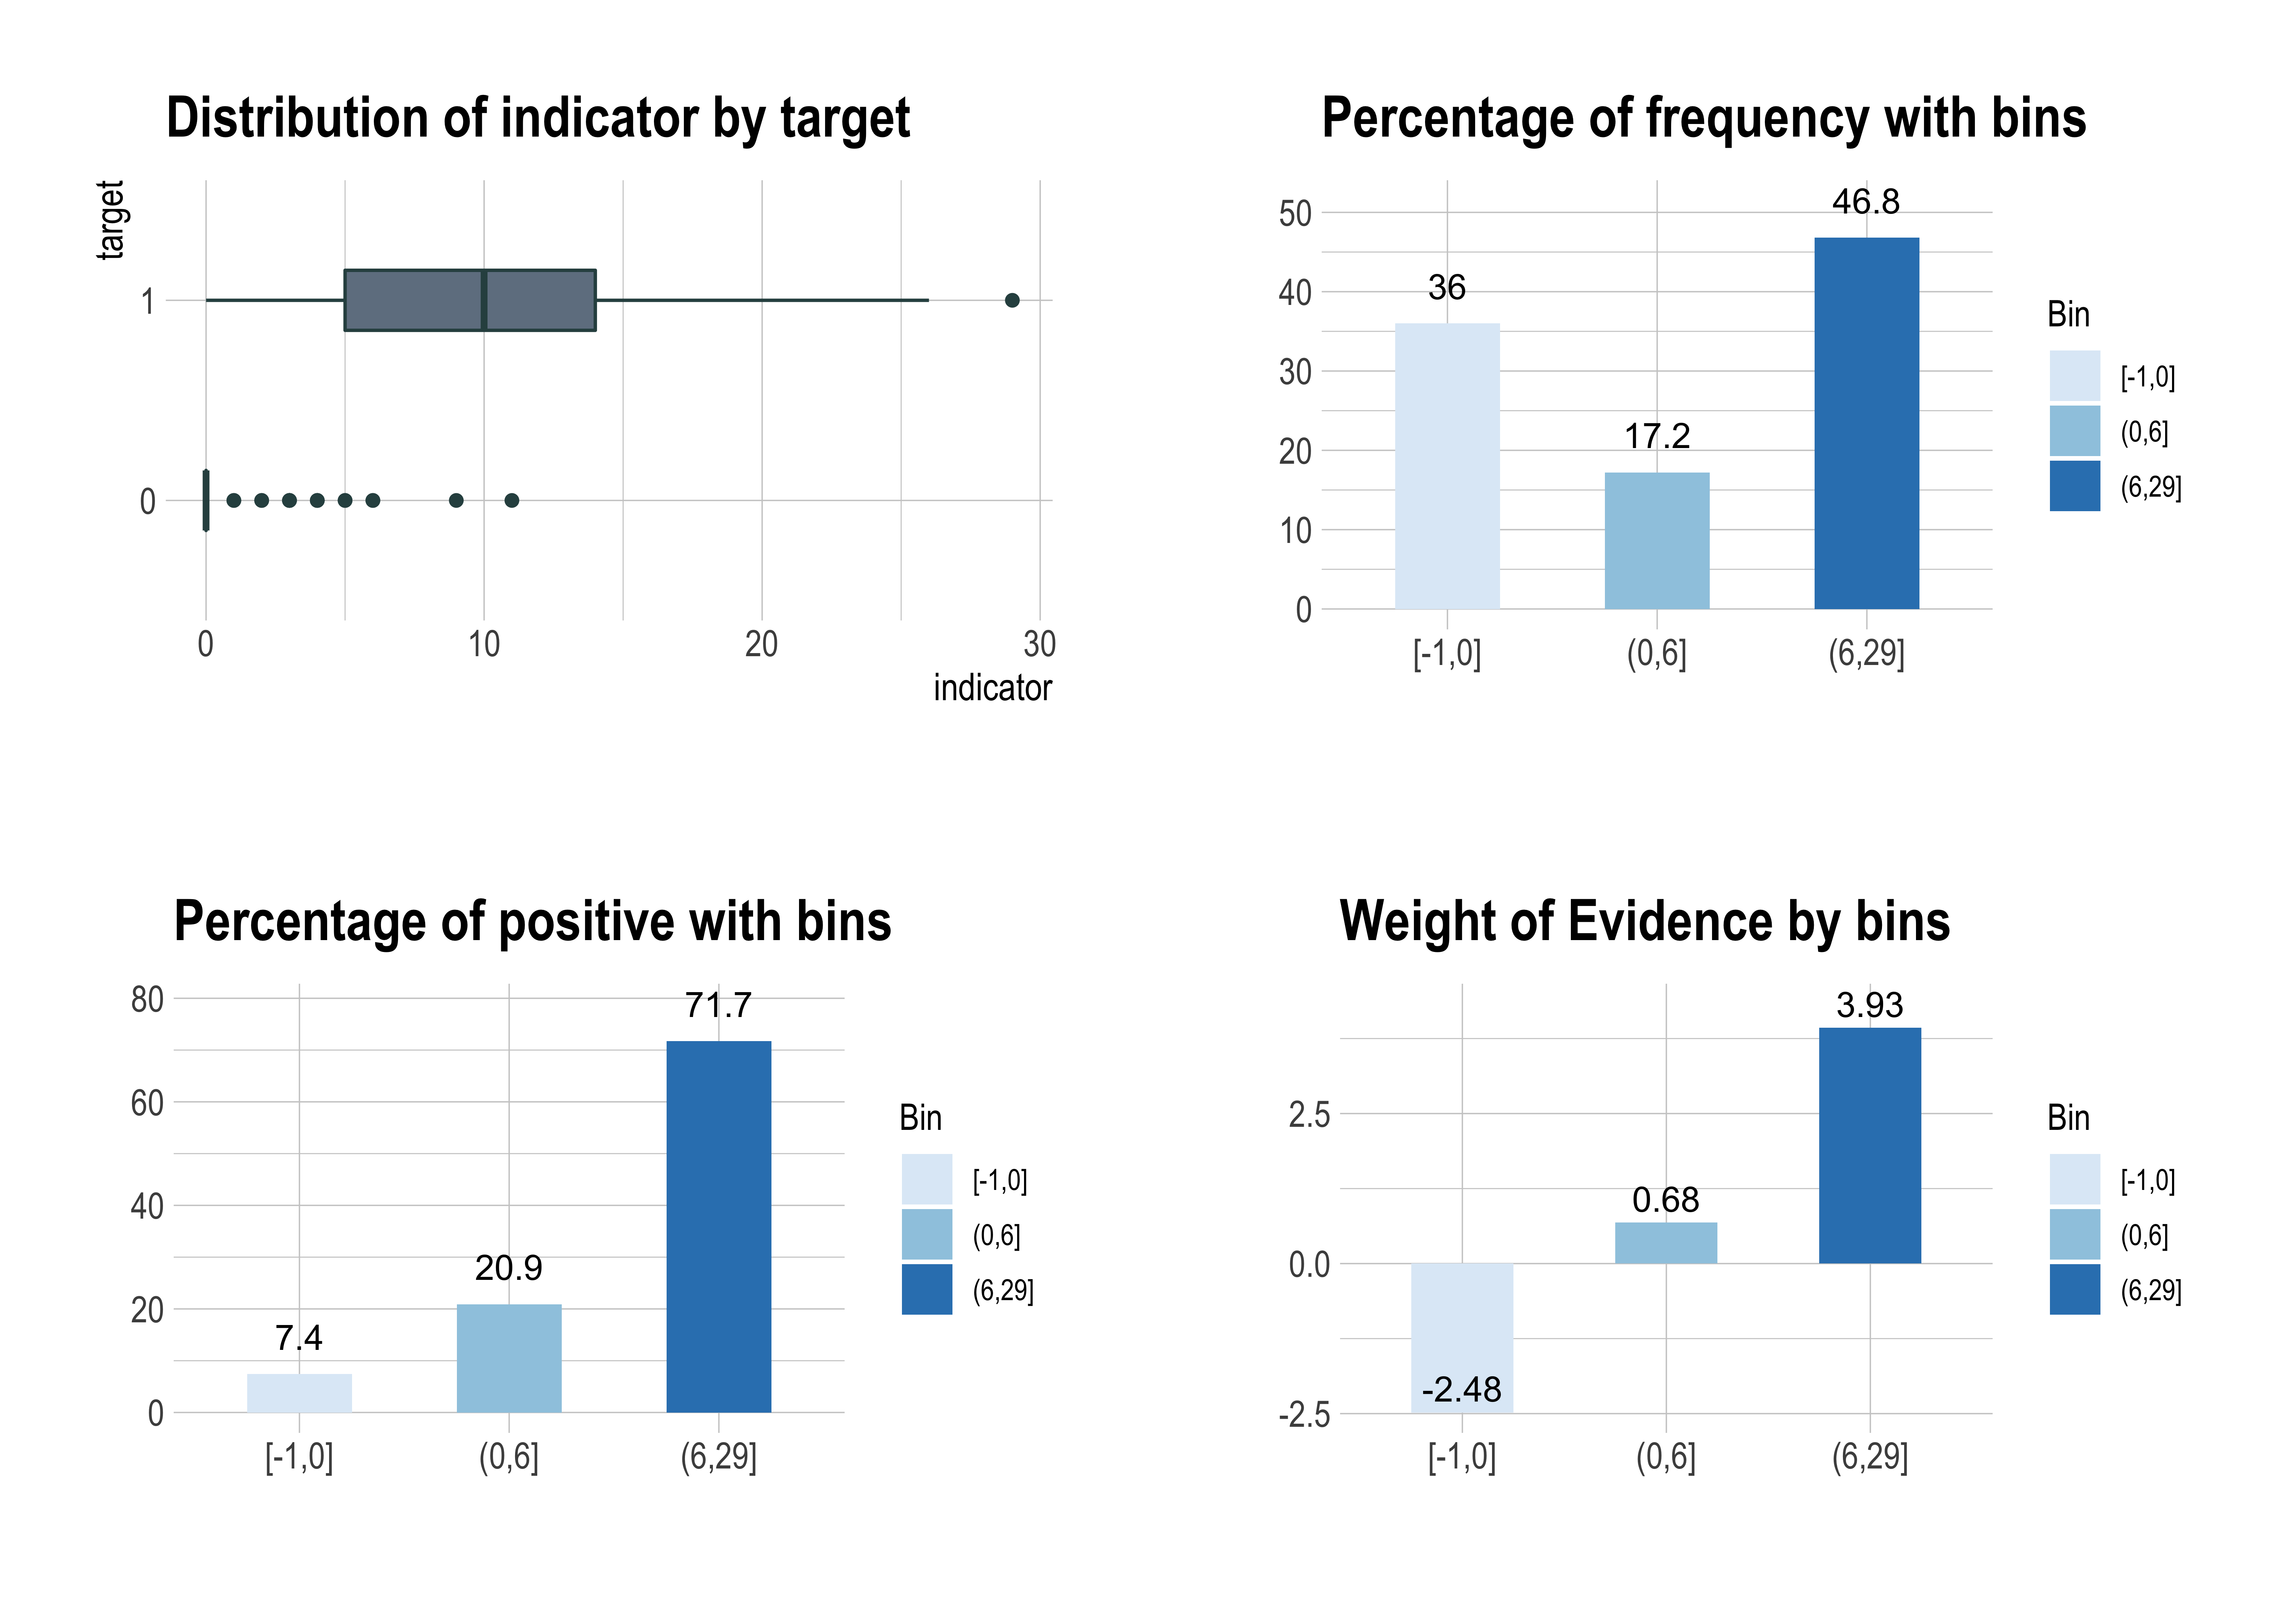 Distribution of indicator by target
target
1
0
0 10 20 30
indicator
Percentage of frequency with bins
50
40
30
20
10
0
36
17.2
46.8
[-1,0] (0,6] (6,29]
Bin
[-1,0]
(0,6]
(6,29]
Percentage of positive with bins
80
60
40
20
0
7.4
20.9
71.7
[-1,0] (0,6] (6,29]
Bin
[-1,0]
(0,6]
(6,29]
Weight of Evidence by bins
2.5
0.0
-2.5
-2.48
0.68
3.93
[-1,0] (0,6] (6,29]
Bin
[-1,0]
(0,6]
(6,29]